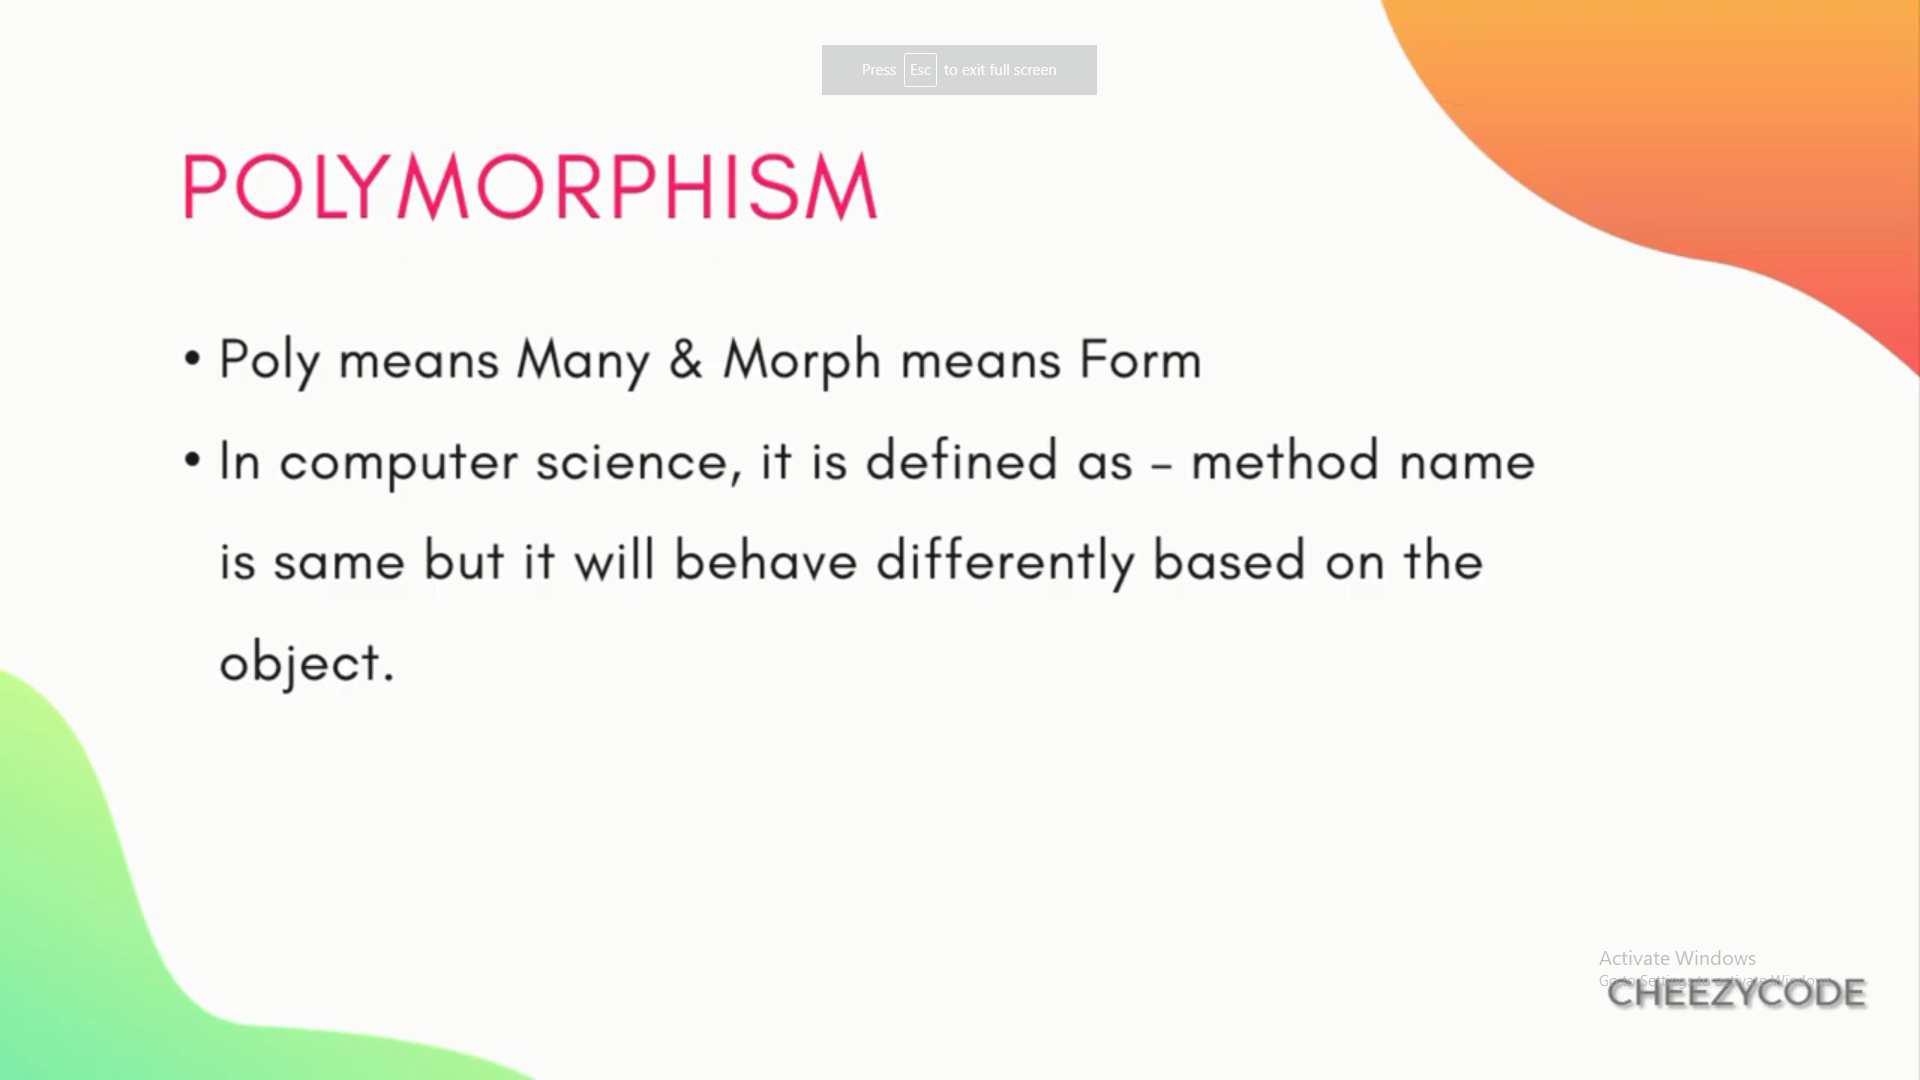 Press Esc to exit full screen
POLYMORPHISM
• Poly means Many & Morph means Form
• In computer science, it is defined as – method name
is same but it will behave differently based on the
object.
Activate Windows
Go to Settings to activate Windows.
CHEEZYCODE